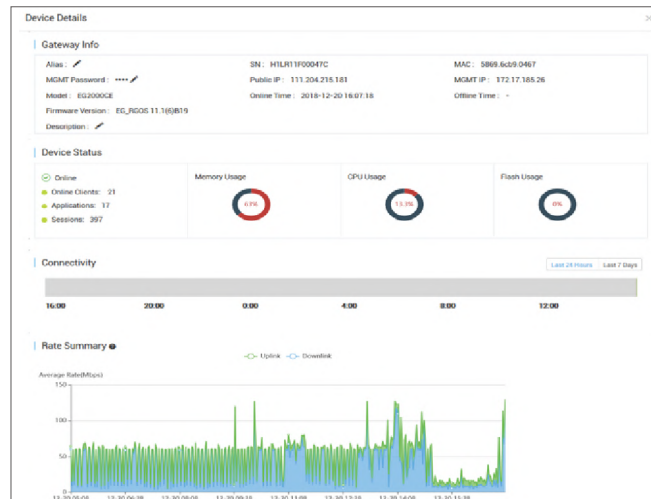 Device Details
Gateway Info
Alias :
SN : H1LR11F00047C
MAC : 5869.6cb9.0467
MGMT Password : ····
Public IP : 111.204.215.181
MGMT IP : 172.17.185.26
Model : EG2000CE
Online Time : 2018-12-20 16:07:18
Offline Time : -
Firmware Version : EG_RGOS 11.1(6)B19
Description :
Device Status
Online
Memory Usage
CPU Usage
Flash Usage
Online Clients: 21
Applications: 17
Sessions: 397
0%
Connectivity
Last 24 Hours
Last 7 Days
16:00 20:00 0:00 4:00 8:00 12:00
Rate Summary
Uplink Downlink
Average Rate(Mbps)
150
100
50
0